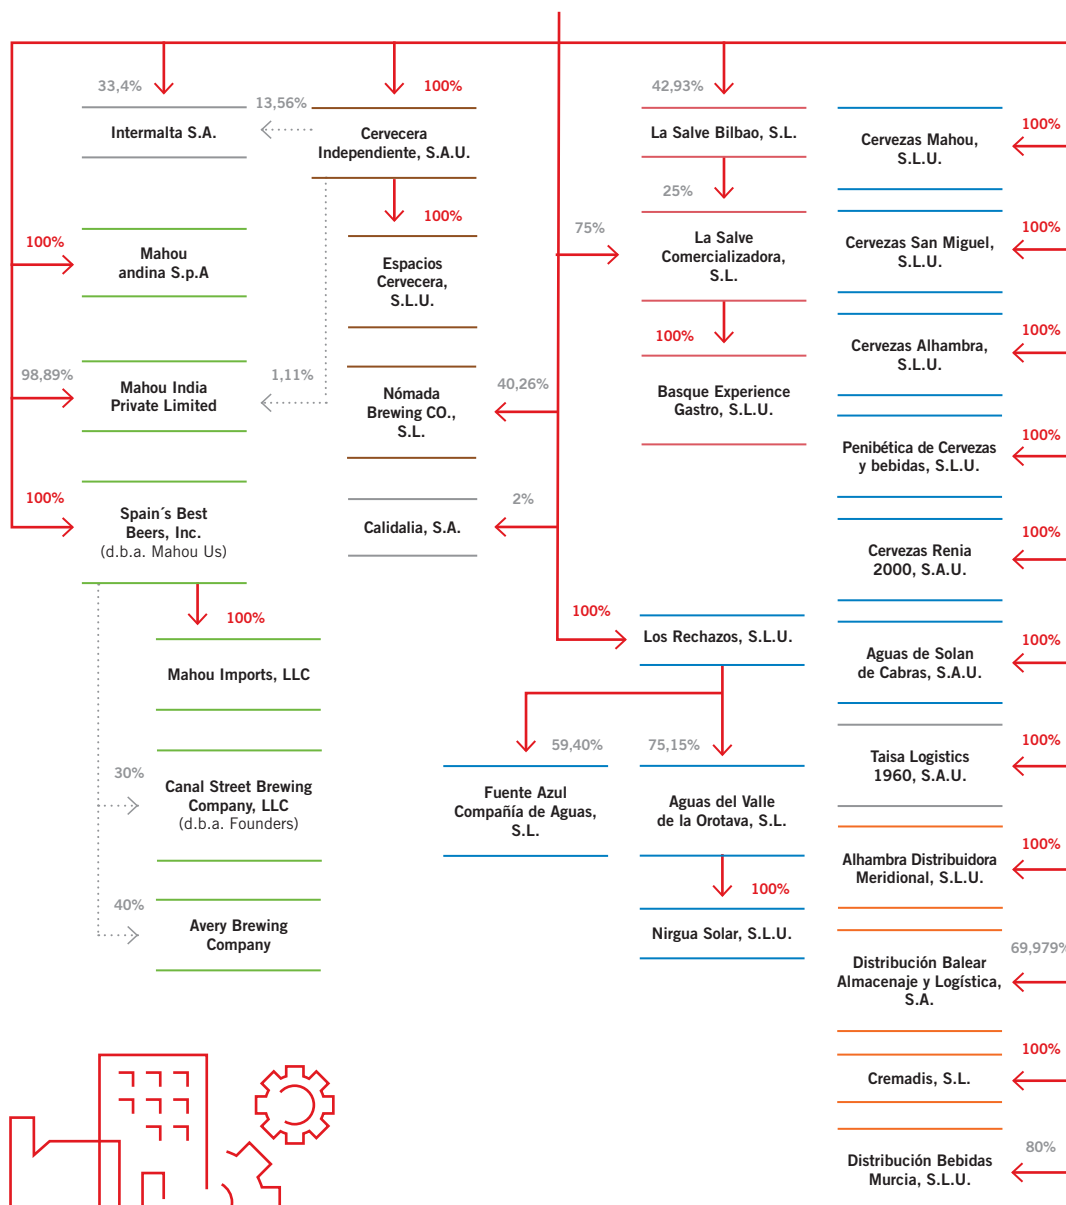 33,4%
Intermalta S.A.
13,56%
100%
Cervecera
Independiente, S.A.U.
100%
Mahou
andina S.p.A
100%
Espacios
Cervecera,
S.L.U.
98,89%
Mahou India
Private Limited
1,11%
Nómada
Brewing CO.,
S.L.
40,26%
100%
Spain´s Best
Beers, Inc.
(d.b.a. Mahou Us)
Calidalia, S.A.
2%
100%
Mahou Imports, LLC
30%
Canal Street Brewing
Company, LLC
(d.b.a. Founders)
40%
Avery Brewing
Company
42,93%
La Salve Bilbao, S.L.
25%
75%
La Salve
Comercializadora,
S.L.
100%
Basque Experience
Gastro, S.L.U.
100%
Los Rechazos, S.L.U.
59,40%
Fuente Azul
Compañía de Aguas,
S.L.
75,15%
Aguas del Valle
de la Orotava, S.L.
100%
Nirgua Solar, S.L.U.
Cervezas Mahou,
S.L.U.
100%
Cervezas San Miguel,
S.L.U.
100%
Cervezas Alhambra,
S.L.U.
100%
Penibética de Cervezas
y bebidas, S.L.U.
100%
Cervezas Renia
2000, S.A.U.
100%
Aguas de Solan
de Cabras, S.A.U.
100%
Taisa Logistics
1960, S.A.U.
100%
Alhambra Distribuidora
Meridional, S.L.U.
100%
Distribución Balear
Almacenaje y Logística,
S.A.
69,979%
Cremadis, S.L.
100%
Distribución Bebidas
Murcia, S.L.U.
80%